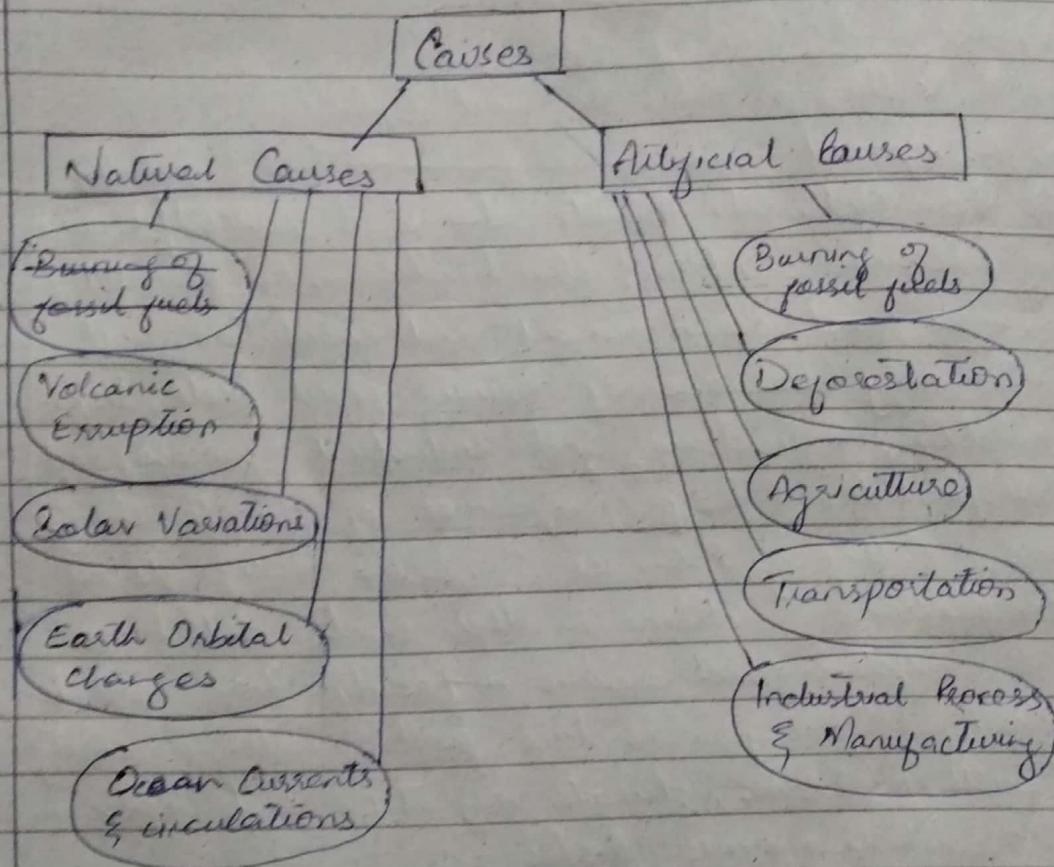 Causes
Natural Causes
Burning of
fossil fuels
Volcanic
Erruption
Solar Variations
Earth Orbital
Changes
Ocean Currents
& circulations
Artificial Causes
Burning of
fossil fuels
Deforestation
Agriculture
Transportation
Industrial Process
& Manufacturing